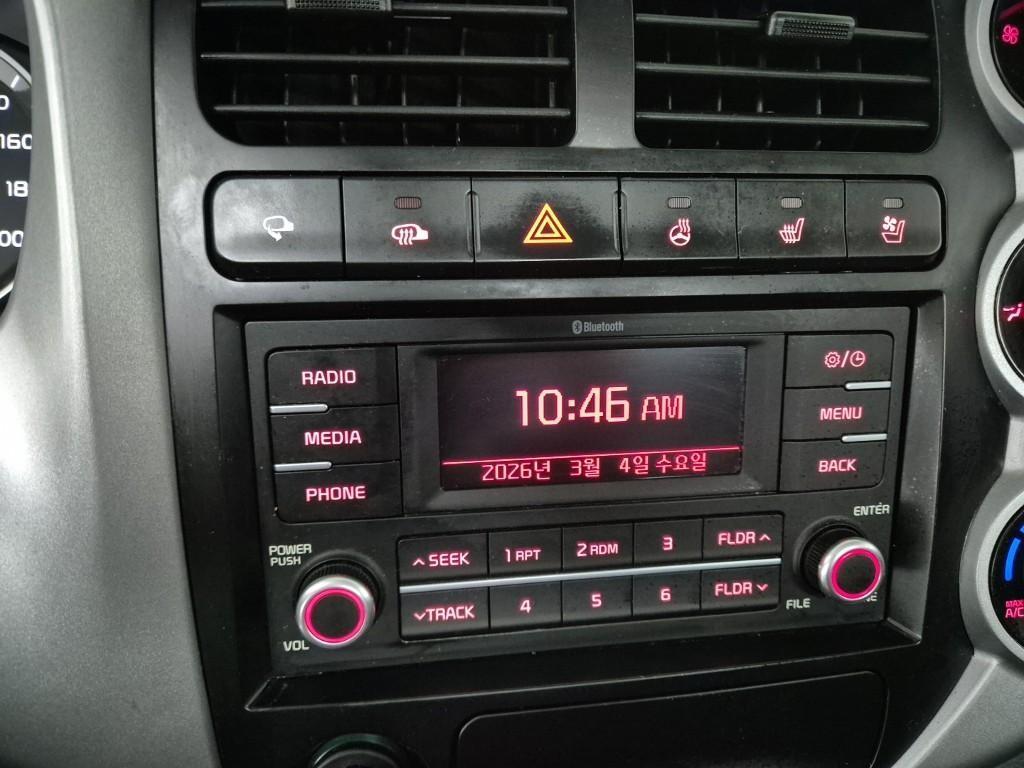 160
Bluetooth
RADIO
MEDIA
PHONE
10:46 AM
2026년 3월 4일 수요일
MENU
BACK
POWER
PUSH
VOL
∧ SEEK
1 RPT
2 RDM
3
FLDR ∧
∨TRACK
4
5
6
FLDR ∨
ENTER
FILE
MAX
A/C